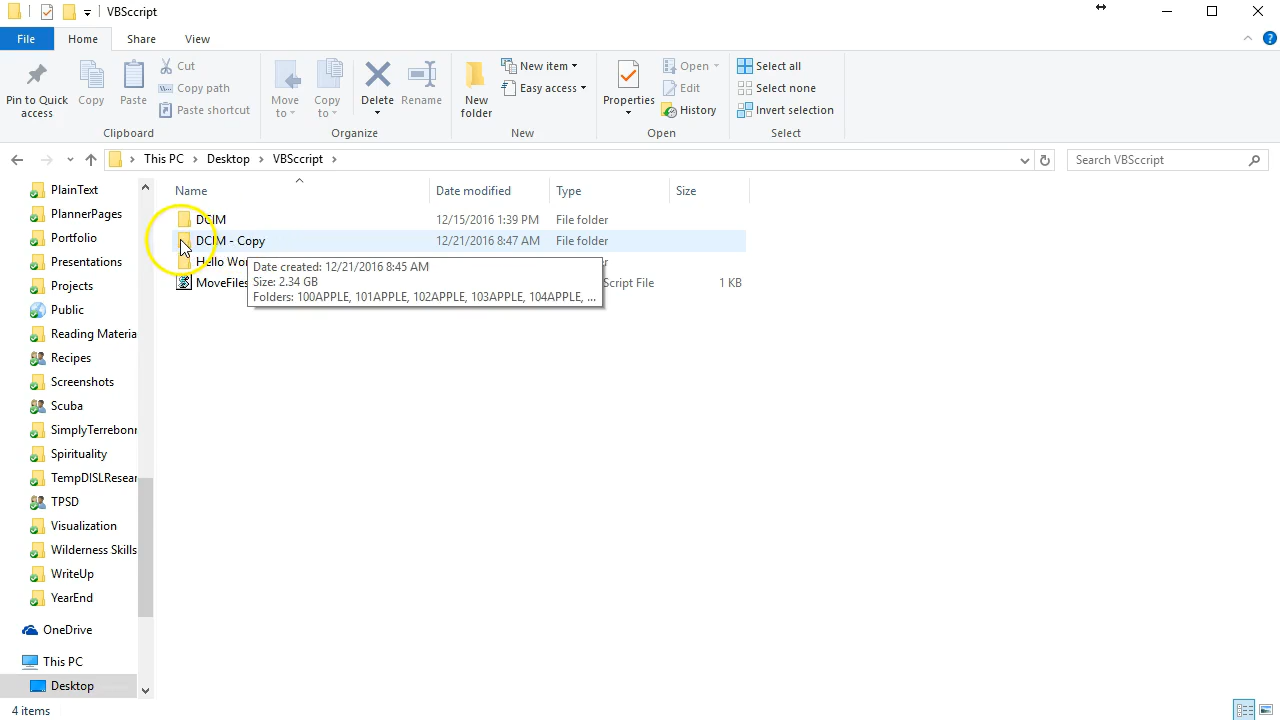 VBSccript
File Home Share View
Pin to Quick access
Copy
Paste
Cut
Copy path
Paste shortcut
Clipboard
Move to
Copy to
Delete
Rename
Organize
New folder
New item
Easy access
New
Properties
Open
Edit
History
Open
Select all
Select none
Invert selection
Select
This PC > Desktop > VBSccript >
Search VBSccript
Name Date modified Type Size
DCIM 12/15/2016 1:39 PM File folder
DCIM - Copy 12/21/2016 8:47 AM File folder
Hello Wor
MoveFiles Script File 1 KB
Date created: 12/21/2016 8:45 AM
Size: 2.34 GB
Folders: 100APPLE, 101APPLE, 102APPLE, 103APPLE, 104APPLE, ...
PlainText
PlannerPages
Portfolio
Presentations
Projects
Public
Reading Materia
Recipes
Screenshots
Scuba
SimplyTerrebonn
Spirituality
TempDISLResear
TPSD
Visualization
Wilderness Skills
WriteUp
YearEnd
OneDrive
This PC
Desktop
4 items